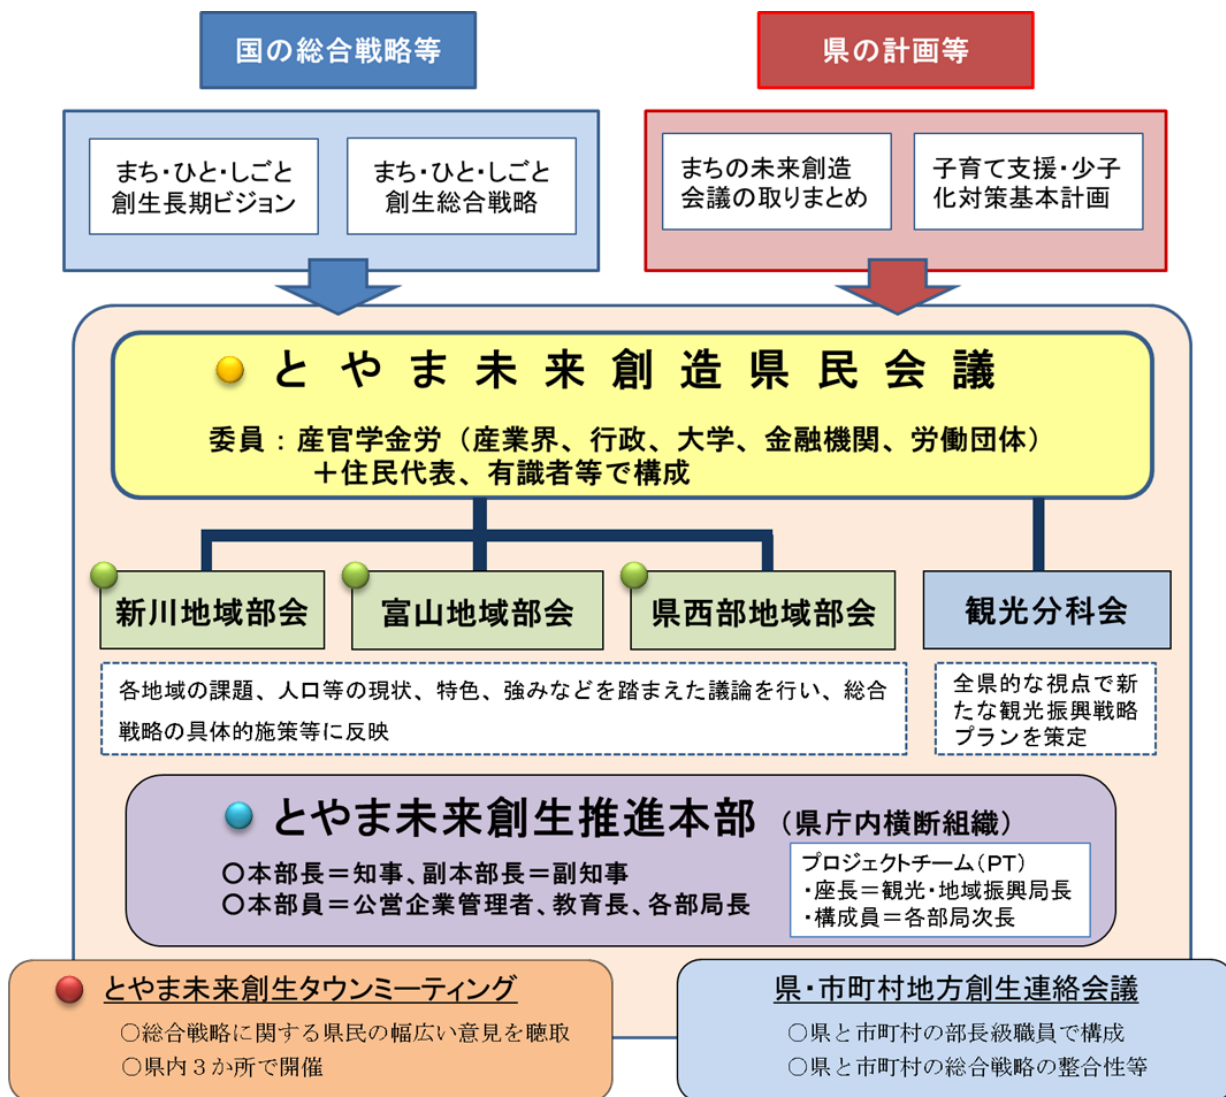 国の総合戦略等
県の計画等
まち・ひと・しごと
創生長期ビジョン
まち・ひと・しごと
創生総合戦略
まちの未来創造
会議の取りまとめ
子育て支援・少子
化対策基本計画
とやま未来創造県民会議
委員：産官学金労（産業界、行政、大学、金融機関、労働団体）
＋住民代表、有識者等で構成
新川地域部会
富山地域部会
県西部地域部会
観光分科会
各地域の課題、人口等の現状、特色、強みなどを踏まえた議論を行い、総合
戦略の具体的施策等に反映
全県的な視点で新
たな観光振興戦略
プランを策定
とやま未来創生推進本部（県庁内横断組織）
○本部長＝知事、副本部長＝副知事
○本部員＝公営企業管理者、教育長、各部局長
プロジェクトチーム（PT）
・座長＝観光・地域振興局長
・構成員＝各部局次長
とやま未来創生タウンミーティング
○総合戦略に関する県民の幅広い意見を聴取
○県内３か所で開催
県・市町村地方創生連絡会議
○県と市町村の部長級職員で構成
○県と市町村の総合戦略の整合性等